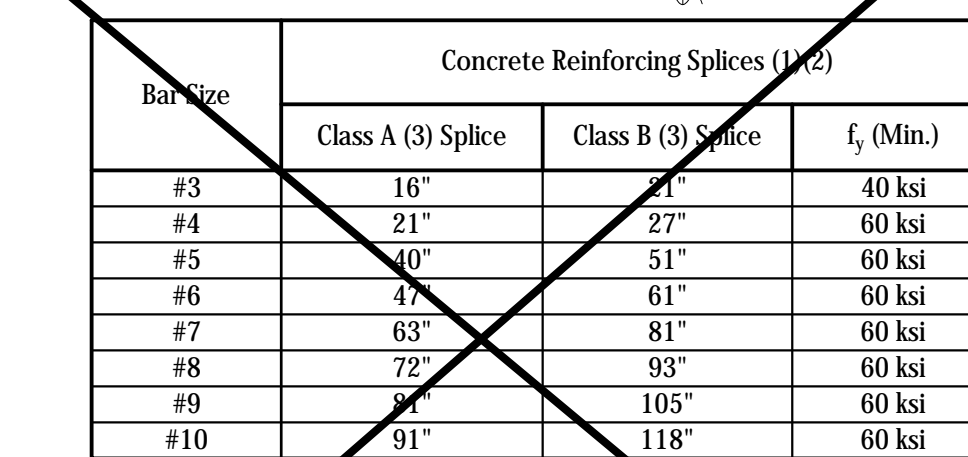 Concrete Reinforcing Splices (1)(2)
Bar Size
Class A (3) Splice Class B (3) Splice fy (Min.)
#3 16" 21" 40 ksi
#4 21" 27" 60 ksi
#5 40" 51" 60 ksi
#6 47" 61" 60 ksi
#7 63" 81" 60 ksi
#8 72" 93" 60 ksi
#9 81" 105" 60 ksi
#10 91" 118" 60 ksi